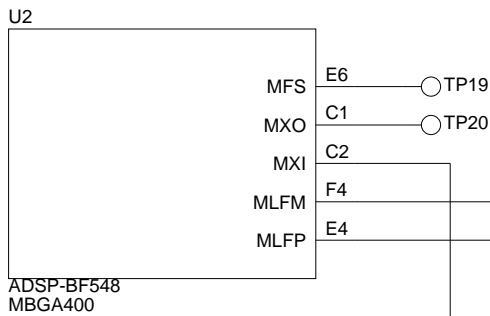 U2
MFS E6 TP19
MXO C1 TP20
MXI C2
MLFM F4
MLFP E4
ADSP-BF548
MBGA400